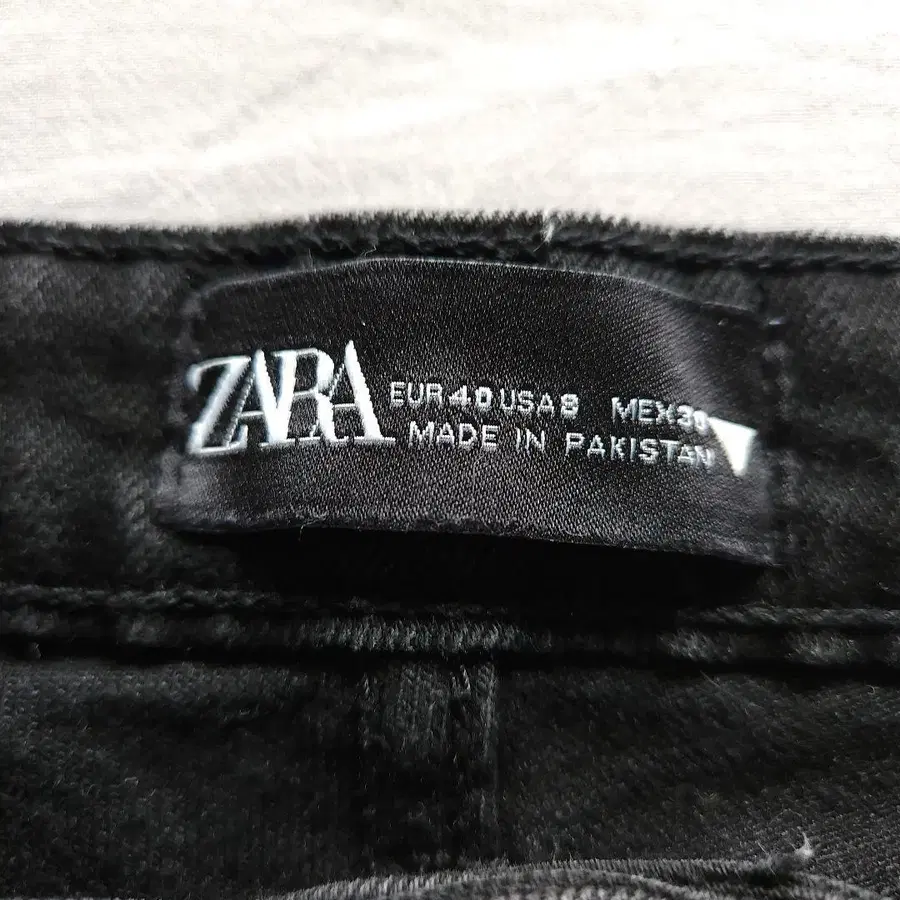 ZARA
EUR 40 USA 8 MEX 30
MADE IN PAKISTAN